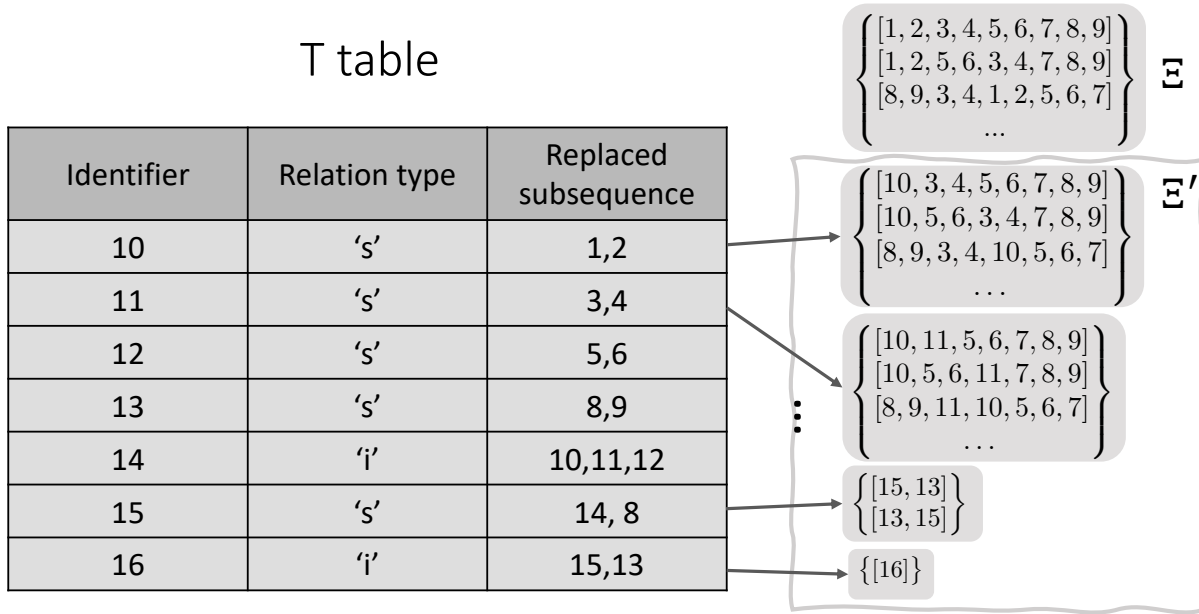 T table
Identifier Relation type Replaced subsequence
10 ‘s’ 1,2
11 ‘s’ 3,4
12 ‘s’ 5,6
13 ‘s’ 8,9
14 ‘i’ 10,11,12
15 ‘s’ 14, 8
16 ‘i’ 15,13
[1, 2, 3, 4, 5, 6, 7, 8, 9]
[1, 2, 5, 6, 3, 4, 7, 8, 9]
[8, 9, 3, 4, 1, 2, 5, 6, 7]
...
Ξ
[10, 3, 4, 5, 6, 7, 8, 9]
[10, 5, 6, 3, 4, 7, 8, 9]
[8, 9, 3, 4, 10, 5, 6, 7]
. . .
Ξ′
[10, 11, 5, 6, 7, 8, 9]
[10, 5, 6, 11, 7, 8, 9]
[8, 9, 11, 10, 5, 6, 7]
. . .
⋮
[15, 13]
[13, 15]
{[16]}